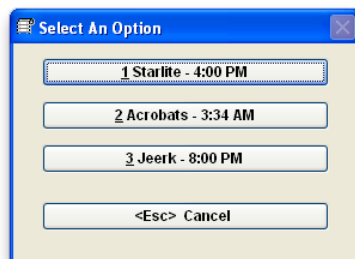 Select An Option
1 Starlite - 4:00 PM
2 Acrobats - 3:34 AM
3 Jeerk - 8:00 PM
<Esc> Cancel